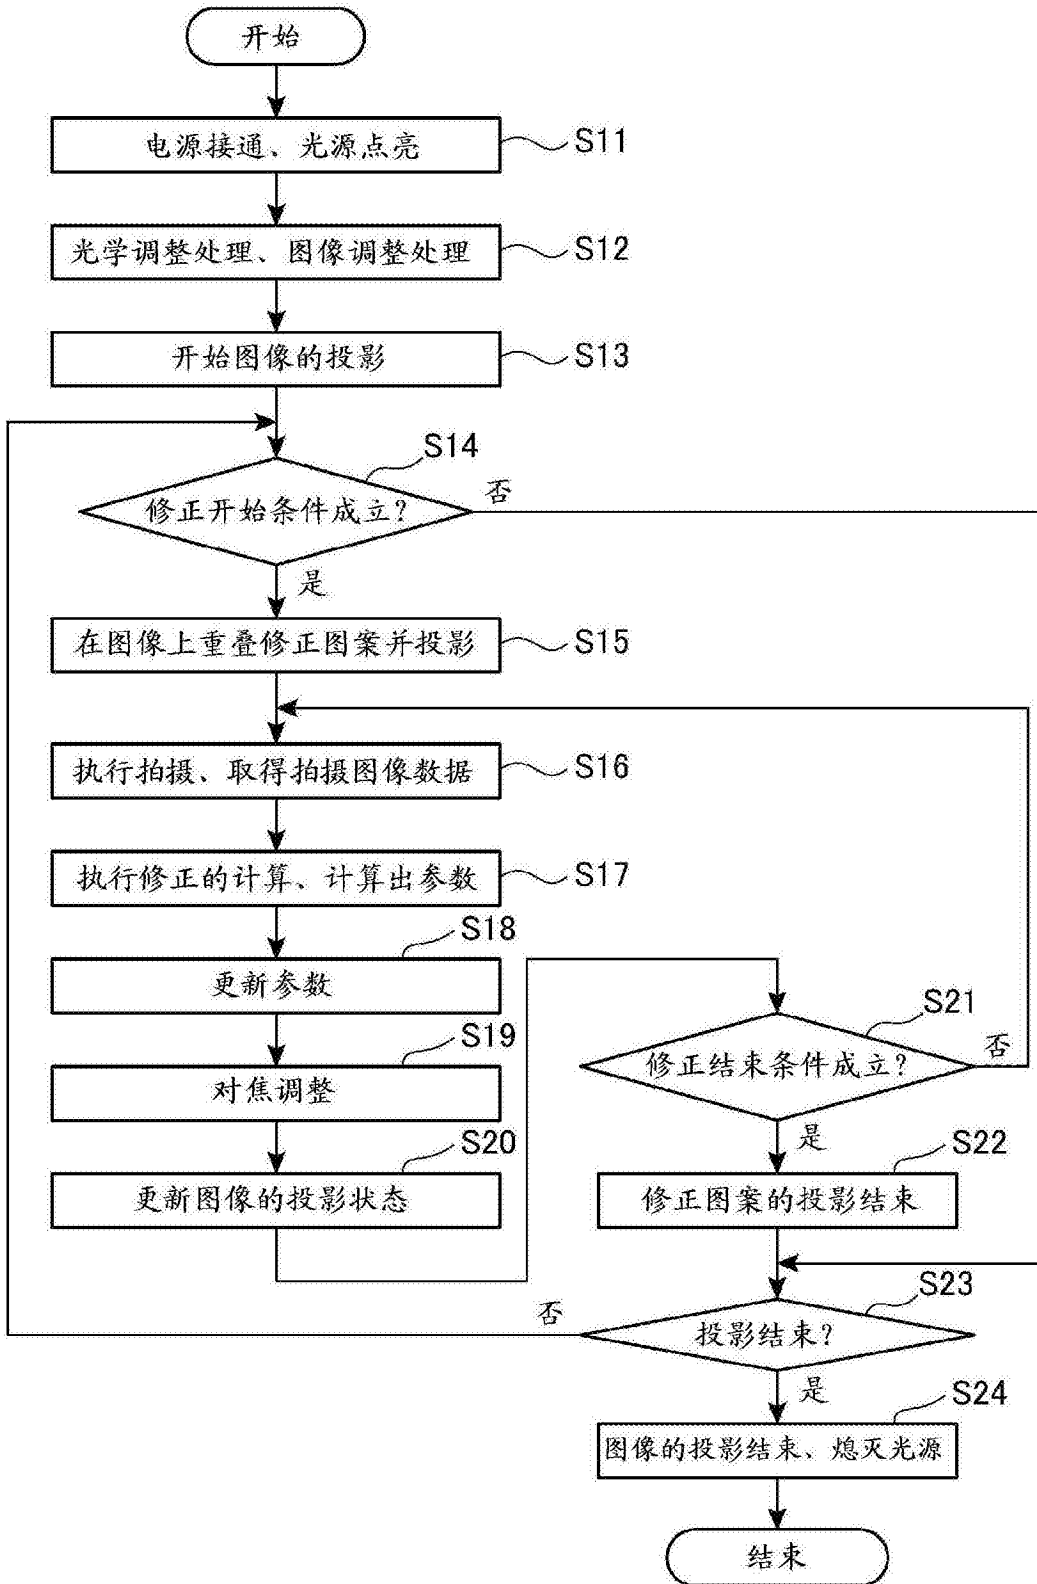 开始
电源接通、光源点亮
S11
光学调整处理、图像调整处理
S12
开始图像的投影
S13
S14
修正开始条件成立?
否
是
在图像上重叠修正图案并投影
S15
执行拍摄、取得拍摄图像数据
S16
执行修正的计算、计算出参数
S17
S18
更新参数
S19
对焦调整
S20
更新图像的投影状态
S21
修正结束条件成立?
否
是
S22
修正图案的投影结束
S23
投影结束?
否
是
S24
图像的投影结束、熄灭光源
结束